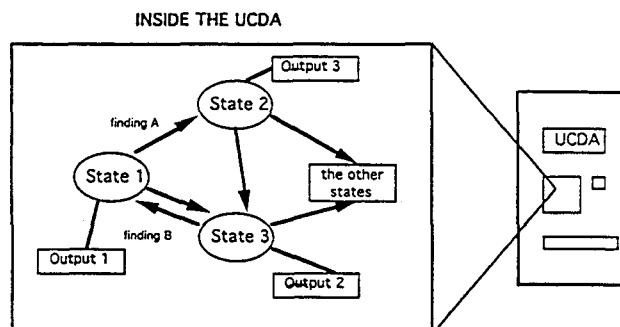 INSIDE THE UCDA
Output 3
State 2
finding A
UCDA
State 1
the other
states
finding B
State 3
Output 1
Output 2